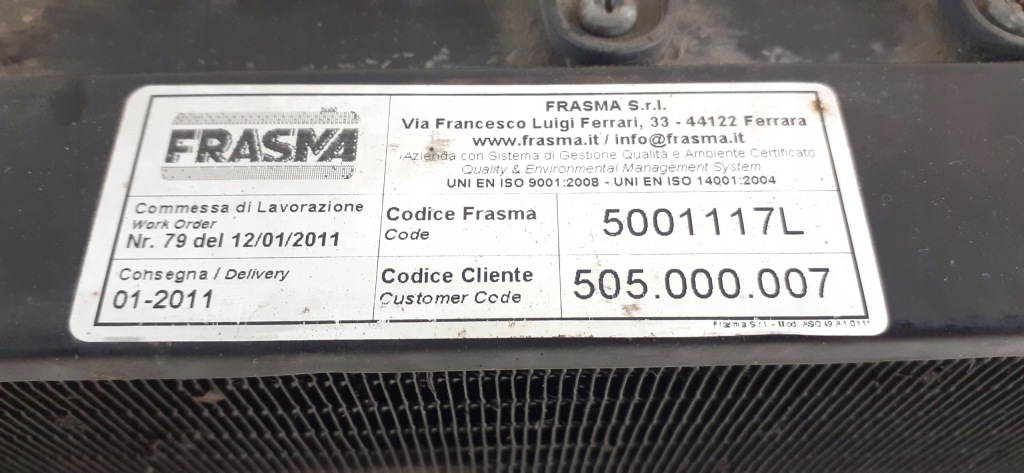 FRASMA
FRASMA S.r.l.
Via Francesco Luigi Ferrari, 33 - 44122 Ferrara
www.frasma.it / info@frasma.it
Azienda con Sistema di Gestione Qualità e Ambiente Certificato
Quality & Environmental Management System
UNI EN ISO 9001:2008 - UNI EN ISO 14001:2004
Commessa di Lavorazione
Work Order
Nr. 79 del 12/01/2011
Codice Frasma
Code
5001117L
Consegna / Delivery
01-2011
Codice Cliente
Customer Code
505.000.007
Frasma S.r.l. - Mod.